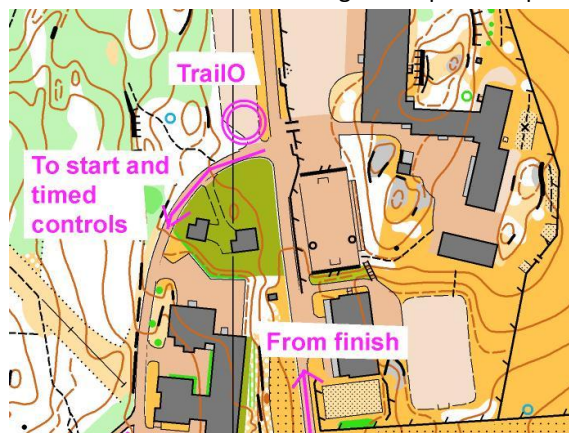 TrailO
To start and
timed
controls
From finish